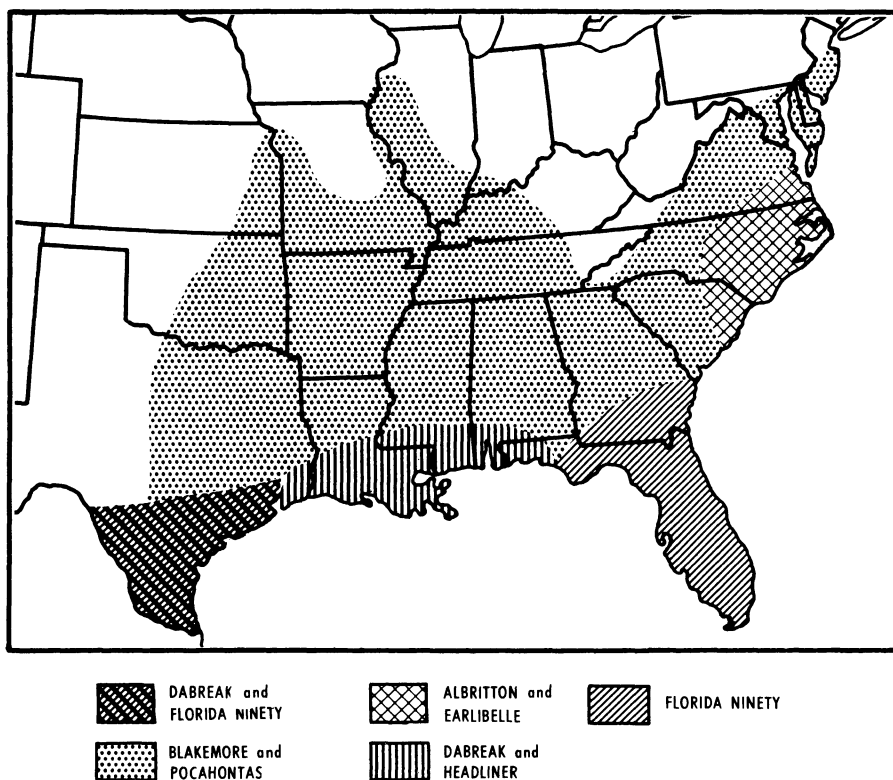 DABREAK and
FLORIDA NINETY
ALBRITTON and
EARLIBELLE
FLORIDA NINETY
BLAKEMORE and
POCAHONTAS
DABREAK and
HEADLINER